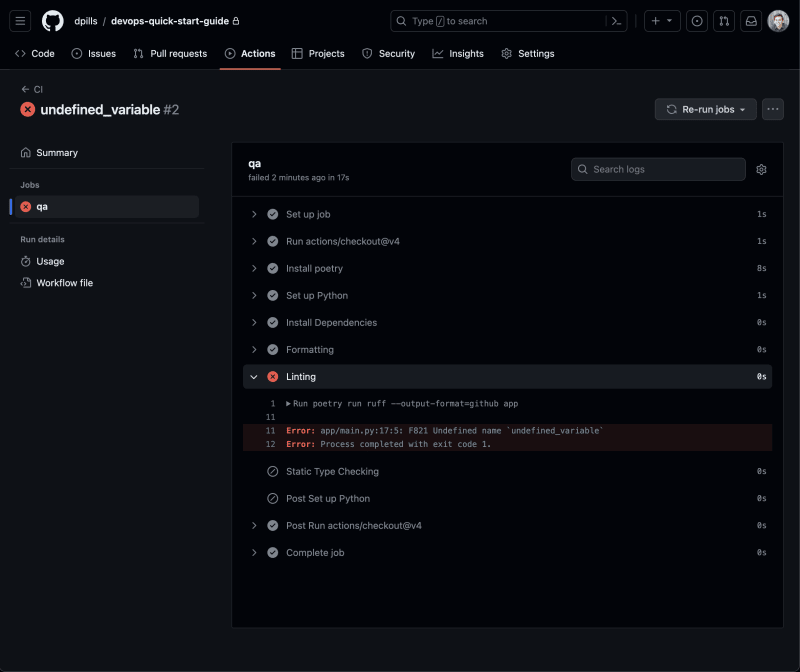 dpills / devops-quick-start-guide
Type / to search
Code
Issues
Pull requests
Actions
Projects
Security
Insights
Settings
← CI
undefined_variable #2
Re-run jobs
Summary
Jobs
qa
Run details
Usage
Workflow file
qa
failed 2 minutes ago in 17s
Search logs
Set up job 1s
Run actions/checkout@v4 1s
Install poetry 8s
Set up Python 1s
Install Dependencies 0s
Formatting 0s
Linting 0s
1 ▶ Run poetry run ruff --output-format=github app
11
11 Error: app/main.py:17:5: F821 Undefined name `undefined_variable`
12 Error: Process completed with exit code 1.
Static Type Checking 0s
Post Set up Python 0s
Post Run actions/checkout@v4 0s
Complete job 0s